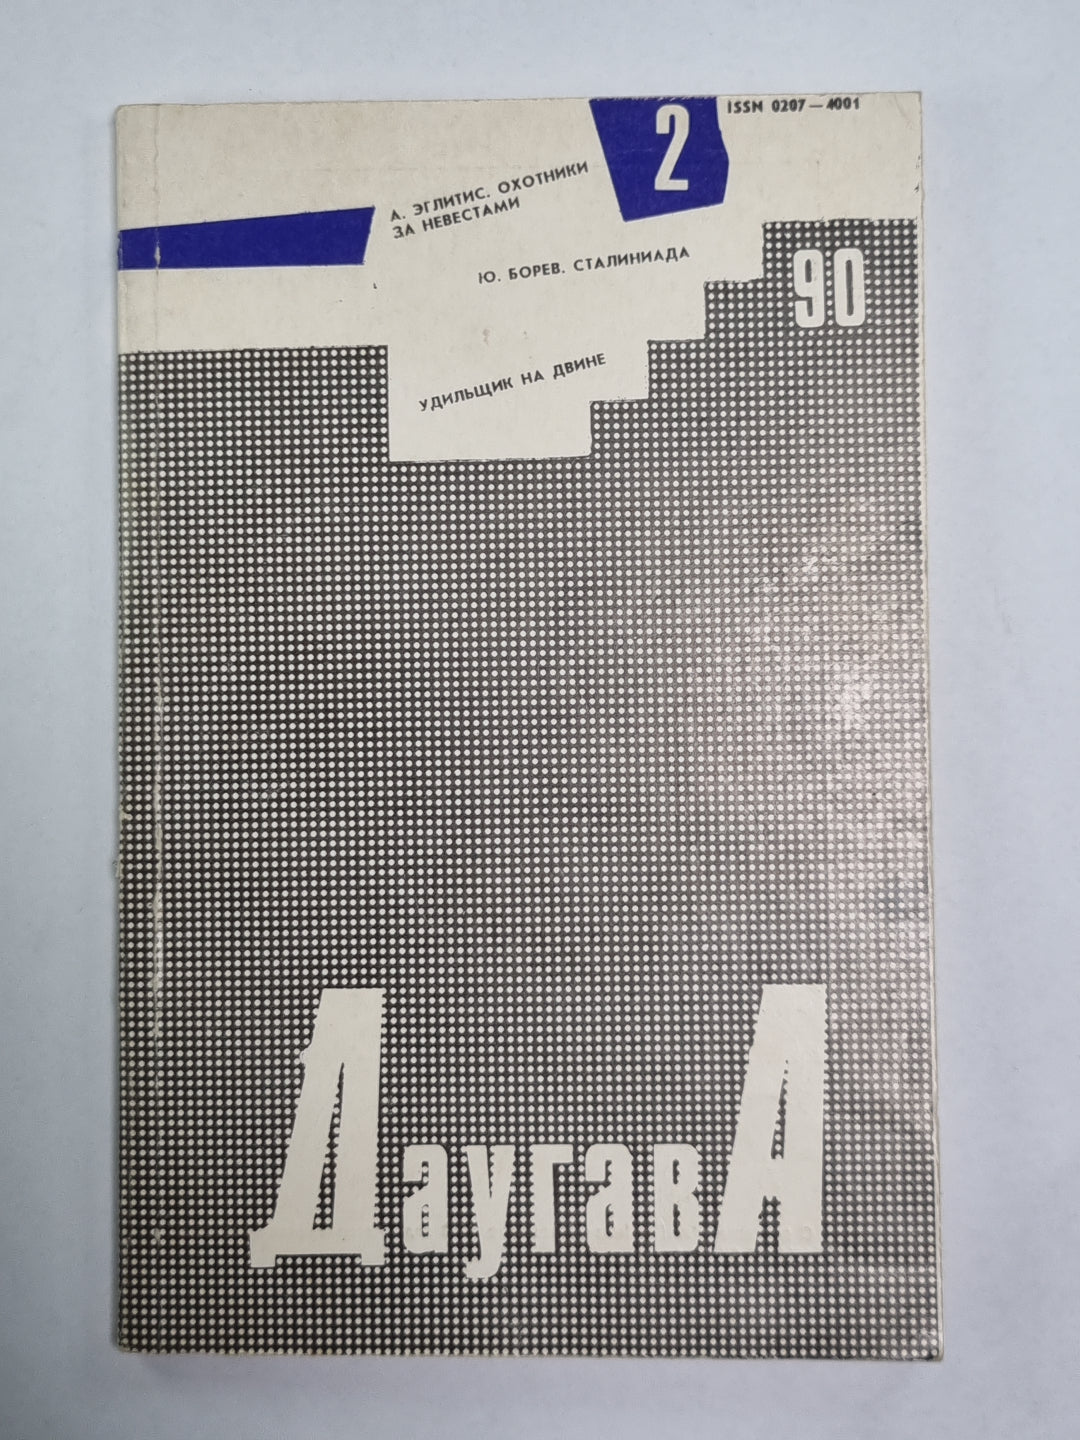 2
ISSN 0207—4001
А. ЭГЛИТИС. ОХОТНИКИ
ЗА НЕВЕСТАМИ
Ю. БОРЕВ. СТАЛИНИАДА
90
УДИЛЬЩИК НА ДВИНЕ
ДаугавА